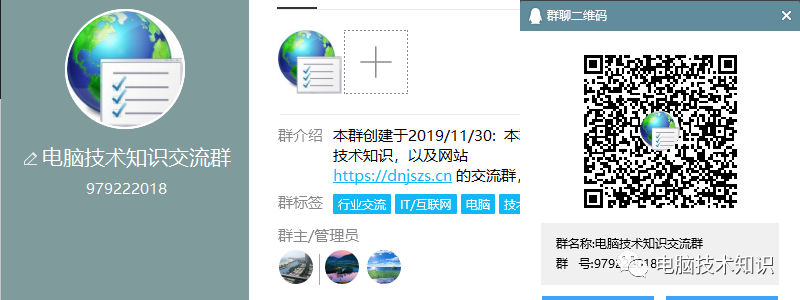 电脑技术知识交流群
979222018
群介绍 本群创建于2019/11/30: 本
技术知识，以及网站
https://dnjszs.cn 的交流群，
群标签 行业交流 IT/互联网 电脑 技
群主/管理员
群聊二维码
群名称:电脑技术知识交流群
群 号:979222018
电脑技术知识